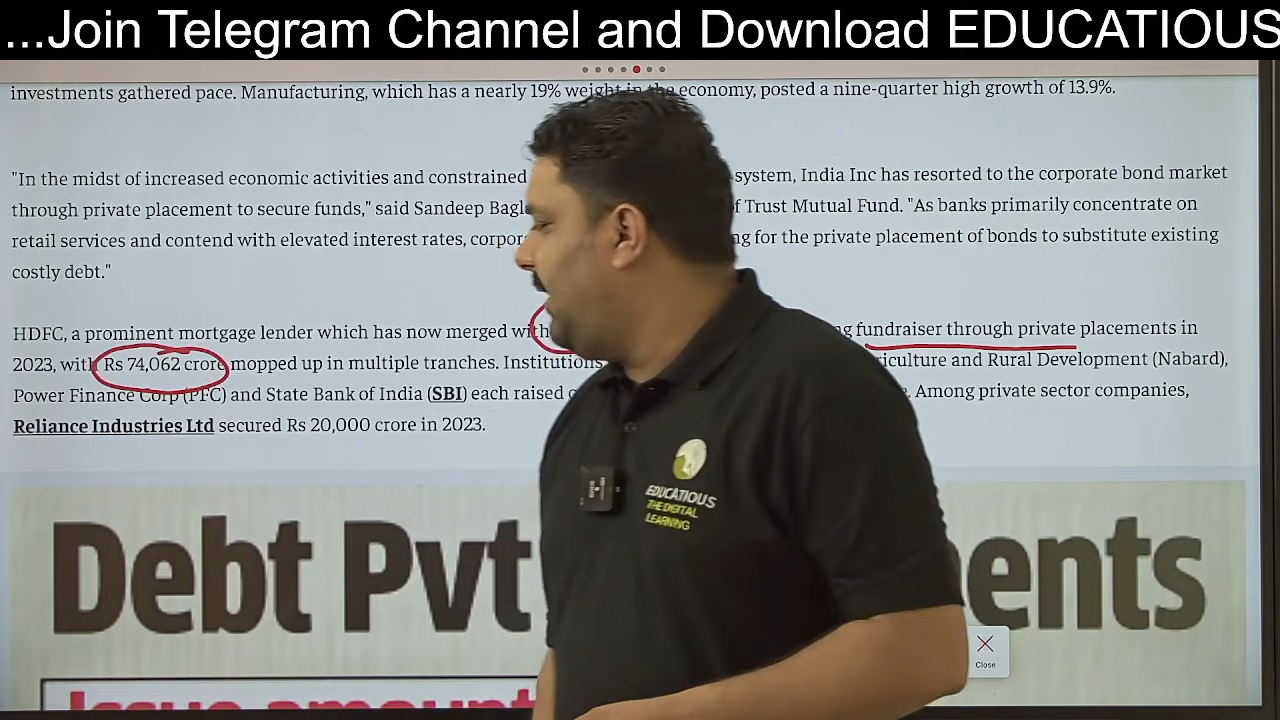 ...Join Telegram Channel and Download EDUCATIOUS
investments gathered pace. Manufacturing, which has a nearly 19% weight in the economy, posted a nine-quarter high growth of 13.9%.
"In the midst of increased economic activities and constrained system, India Inc has resorted to the corporate bond market
through private placement to secure funds," said Sandeep Bagla of Trust Mutual Fund. "As banks primarily concentrate on
retail services and contend with elevated interest rates, for the private placement of bonds to substitute existing
costly debt."
HDFC, a prominent mortgage lender which has now merged with fundraiser through private placements in
2023, with Rs 74,062 crore mopped up in multiple tranches. Institutions Agriculture and Rural Development (Nabard),
Power Finance Corp (PFC) and State Bank of India (SBI) each raised Among private sector companies,
Reliance Industries Ltd secured Rs 20,000 crore in 2023.
EDUCATIOUS
THE DIGITAL
LEARNING
Debt Pvt ents
Close
Issue amount